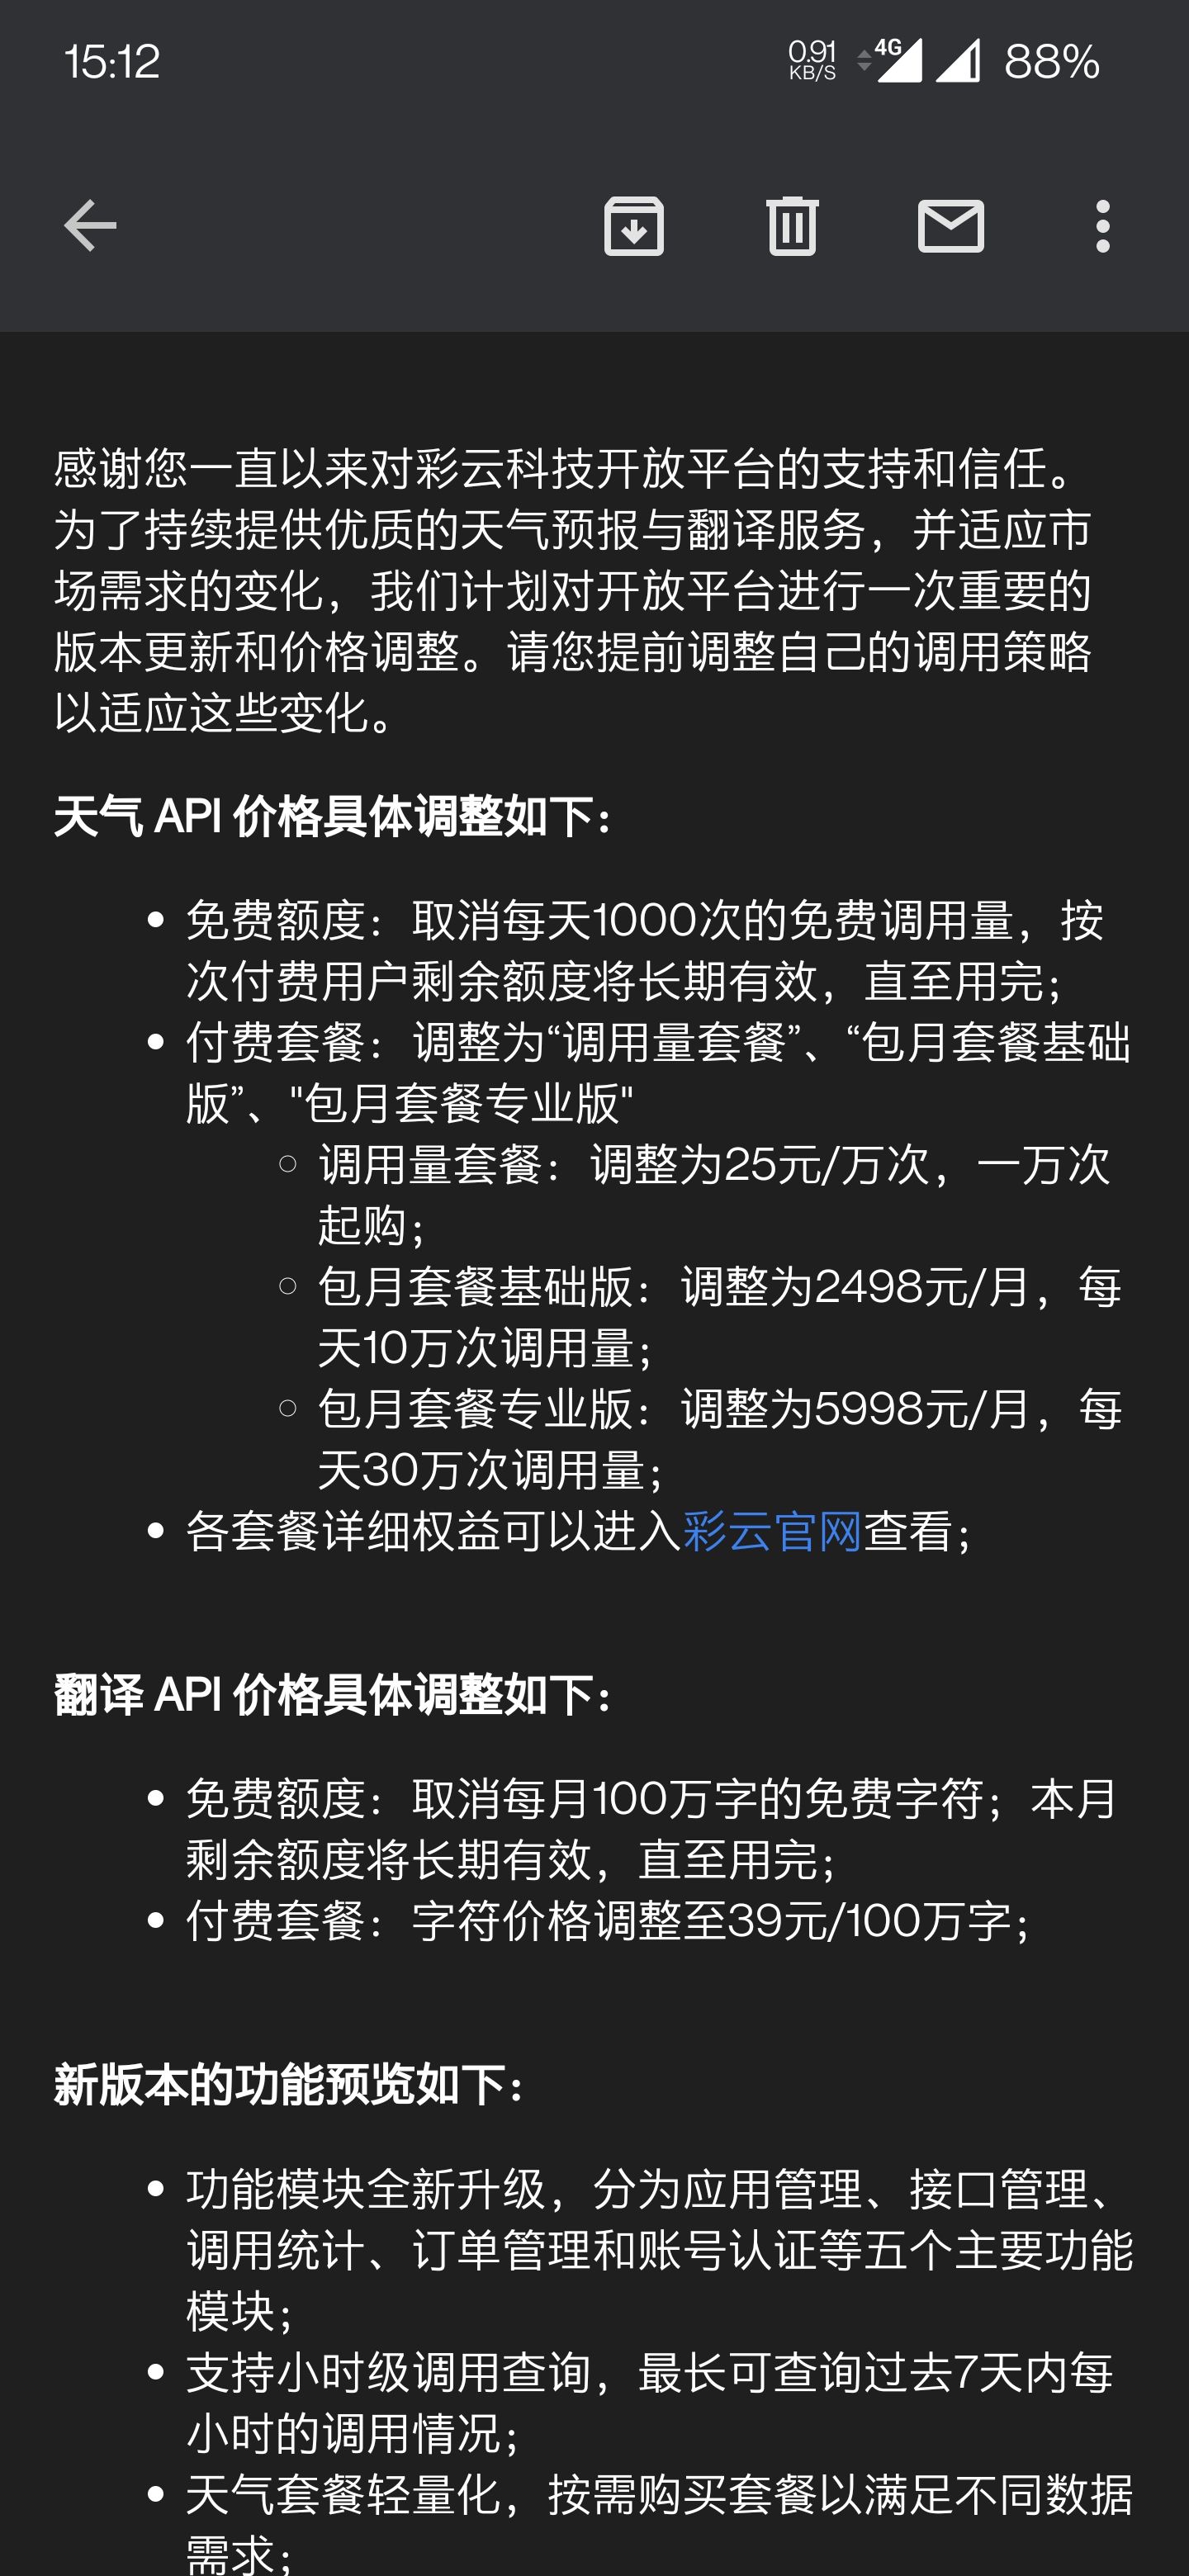 15:12
0.91
KB/S
4G
88%
感谢您一直以来对彩云科技开放平台的支持和信任。
为了持续提供优质的天气预报与翻译服务，并适应市
场需求的变化，我们计划对开放平台进行一次重要的
版本更新和价格调整。请您提前调整自己的调用策略
以适应这些变化。
天气 API 价格具体调整如下：
• 免费额度：取消每天1000次的免费调用量，按
次付费用户剩余额度将长期有效，直至用完；
• 付费套餐：调整为“调用量套餐”、“包月套餐基础
版”、"包月套餐专业版"
○ 调用量套餐：调整为25元/万次，一万次
起购；
○ 包月套餐基础版：调整为2498元/月，每
天10万次调用量；
○ 包月套餐专业版：调整为5998元/月，每
天30万次调用量；
• 各套餐详细权益可以进入彩云官网查看；
翻译 API 价格具体调整如下：
• 免费额度：取消每月100万字的免费字符；本月
剩余额度将长期有效，直至用完；
• 付费套餐：字符价格调整至39元/100万字；
新版本的功能预览如下：
• 功能模块全新升级，分为应用管理、接口管理、
调用统计、订单管理和账号认证等五个主要功能
模块；
• 支持小时级调用查询，最长可查询过去7天内每
小时的调用情况；
• 天气套餐轻量化，按需购买套餐以满足不同数据
需求；